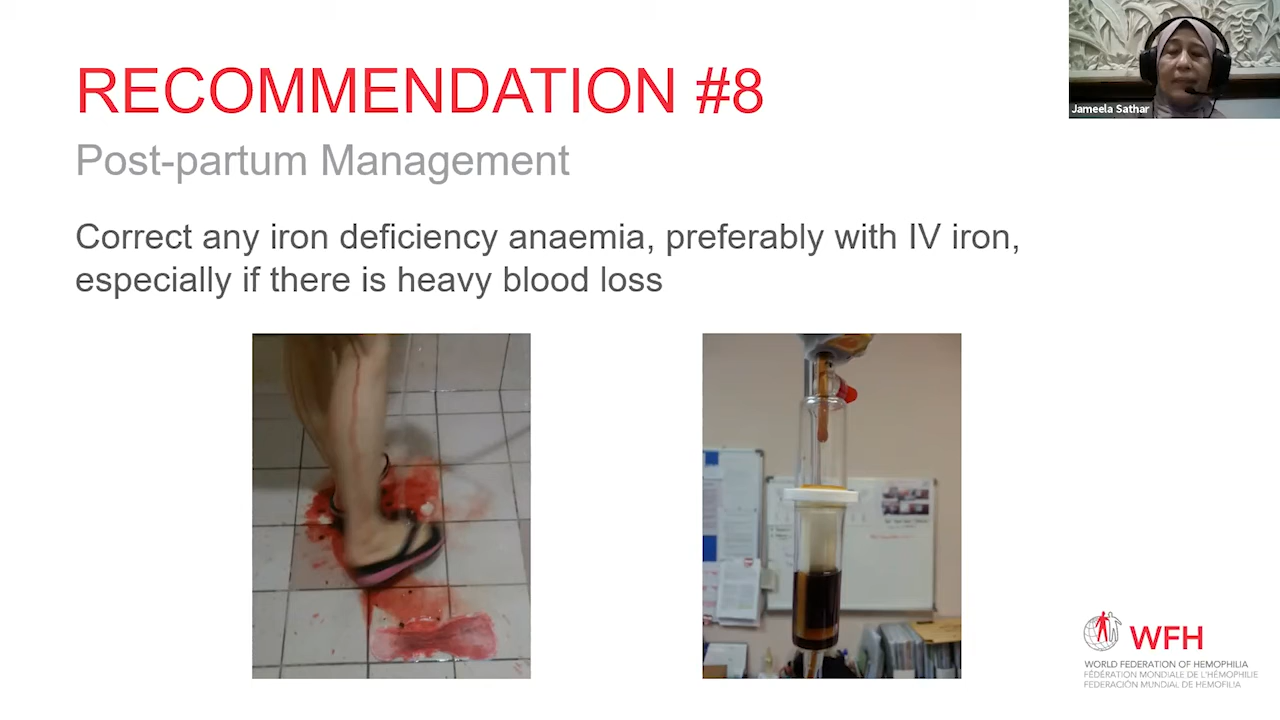 RECOMMENDATION #8
Jameela Sathar
Post-partum Management
Correct any iron deficiency anaemia, preferably with IV iron,
especially if there is heavy blood loss
WFH
WORLD FEDERATION OF HEMOPHILIA
FÉDÉRATION MONDIALE DE L'HÉMOPHILIE
FEDERACIÓN MUNDIAL DE HEMOFILIA